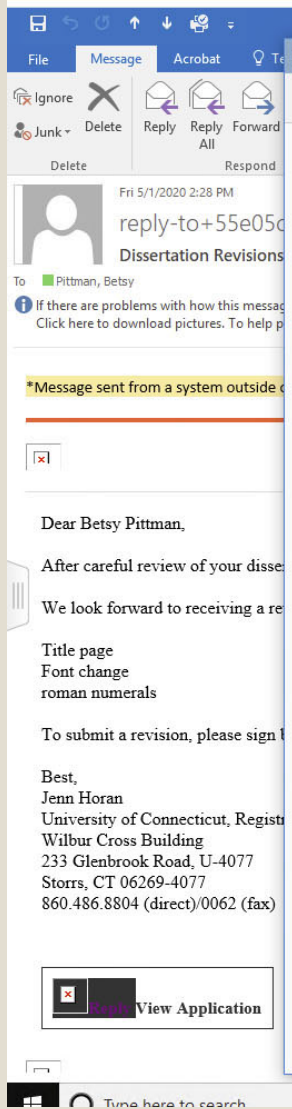 File Message Acrobat
Ignore
Junk Delete Reply Reply All Forward
Delete Respond
Fri 5/1/2020 2:28 PM
reply-to+55e05
Dissertation Revisions
To Pittman, Betsy
If there are problems with how this messag
Click here to download pictures. To help p
*Message sent from a system outside
Dear Betsy Pittman,
After careful review of your disse
We look forward to receiving a re
Title page
Font change
roman numerals
To submit a revision, please sign
Best,
Jenn Horan
University of Connecticut, Regist
Wilbur Cross Building
233 Glenbrook Road, U-4077
Storrs, CT 06269-4077
860.486.8804 (direct)/0062 (fax)
Reply View Application
Type here to search